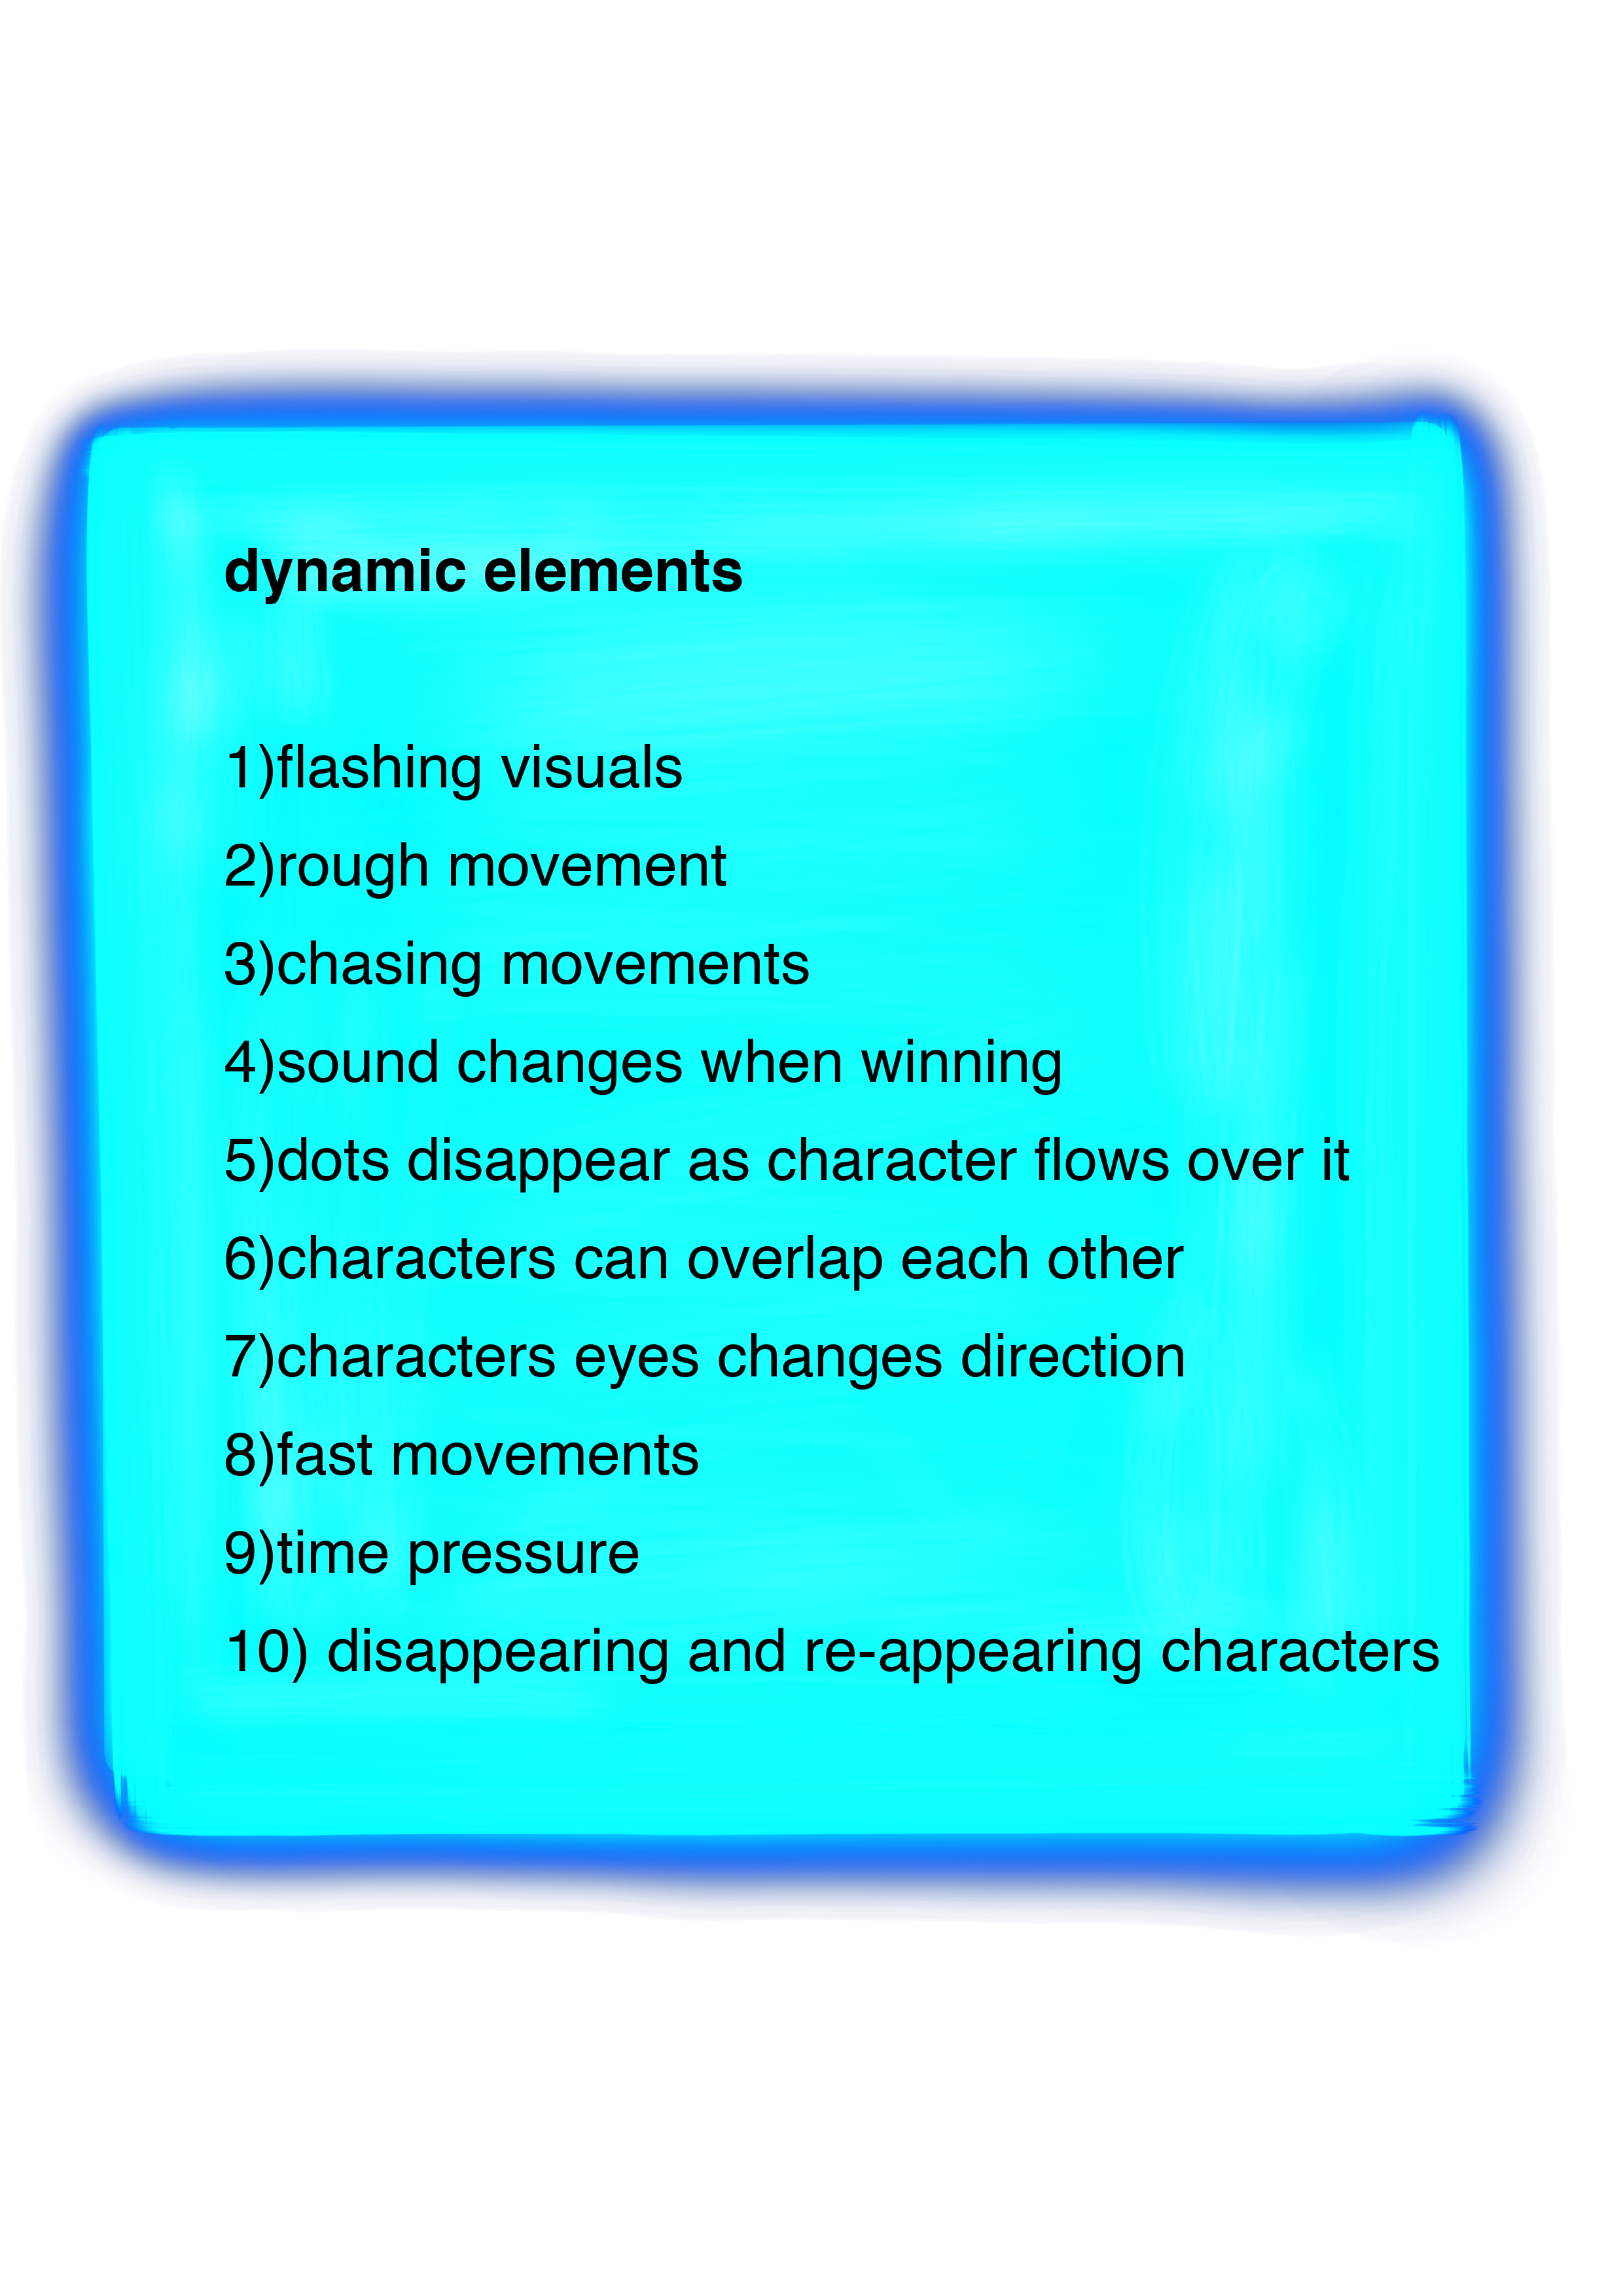 dynamic elements
1)flashing visuals
2)rough movement
3)chasing movements
4)sound changes when winning
5)dots disappear as character flows over it
6)characters can overlap each other
7)characters eyes changes direction
8)fast movements
9)time pressure
10) disappearing and re-appearing characters